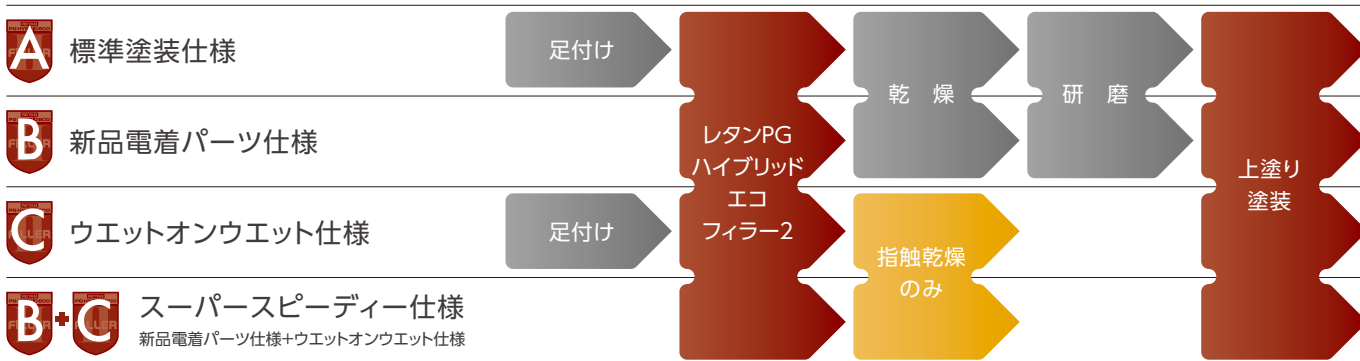 A 標準塗装仕様
足付け
B 新品電着パーツ仕様
C ウエットオンウエット仕様
足付け
B+C スーパースピーディー仕様
新品電着パーツ仕様+ウエットオンウエット仕様
レタンPG
ハイブリッド
エコ
フィラー2
乾 燥
研 磨
指触乾燥
のみ
上塗り
塗装